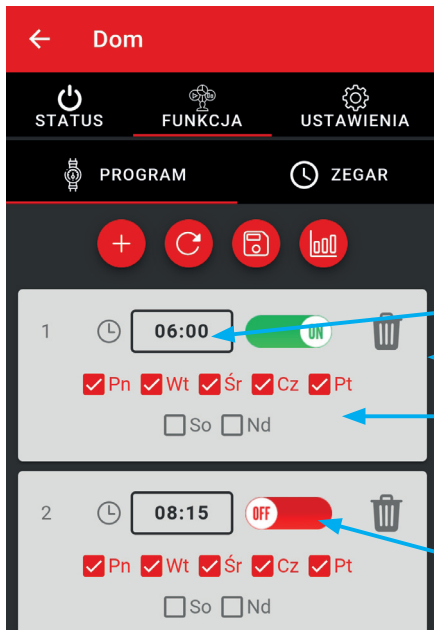 Dom
STATUS FUNKCJA USTAWIENIA
PROGRAM ZEGAR
1 06:00 ON
Pn Wt Śr Cz Pt
So Nd
2 08:15 OFF
Pn Wt Śr Cz Pt
So Nd